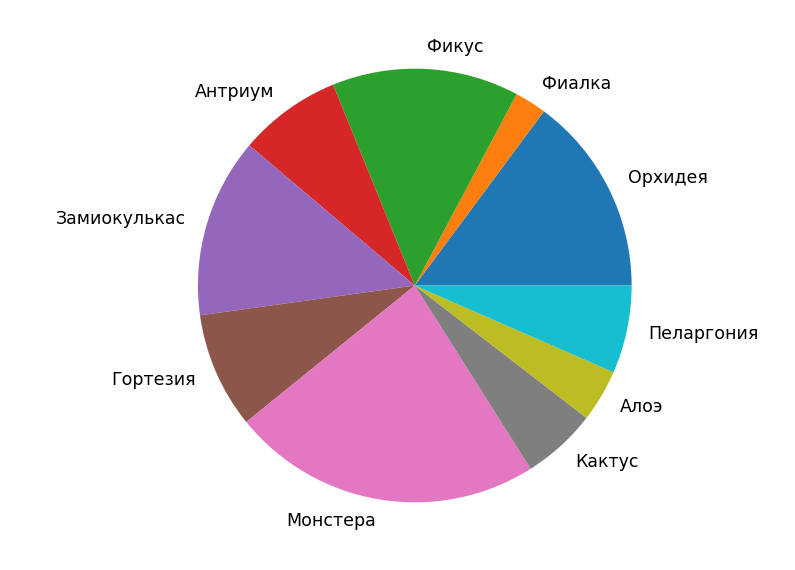 Фикус
Фиалка
Антриум
Орхидея
Замиокулькас
Пеларгония
Гортезия
Алоэ
Кактус
Монстера